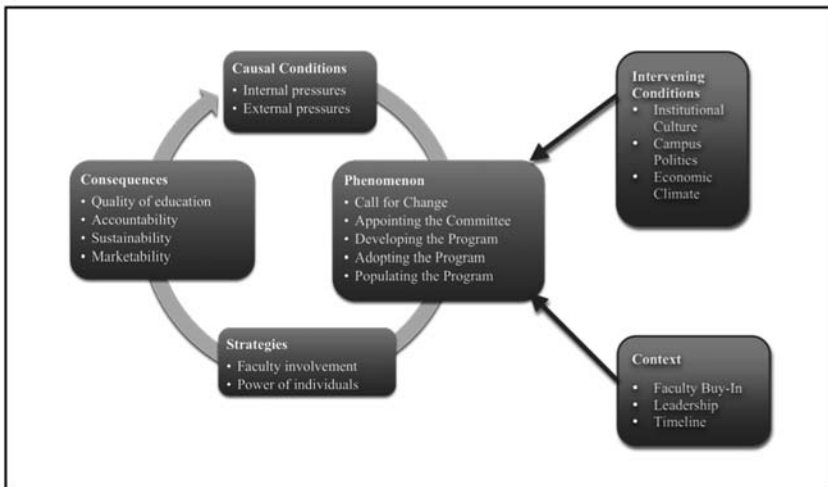 Causal Conditions
• Internal pressures
• External pressures
Intervening
Conditions
• Institutional
Culture
• Campus
Politics
• Economic
Climate
Consequences
• Quality of education
• Accountability
• Sustainability
• Marketability
Phenomenon
• Call for Change
• Appointing the Committee
• Developing the Program
• Adopting the Program
• Populating the Program
Strategies
• Faculty involvement
• Power of individuals
Context
• Faculty Buy-In
• Leadership
• Timeline